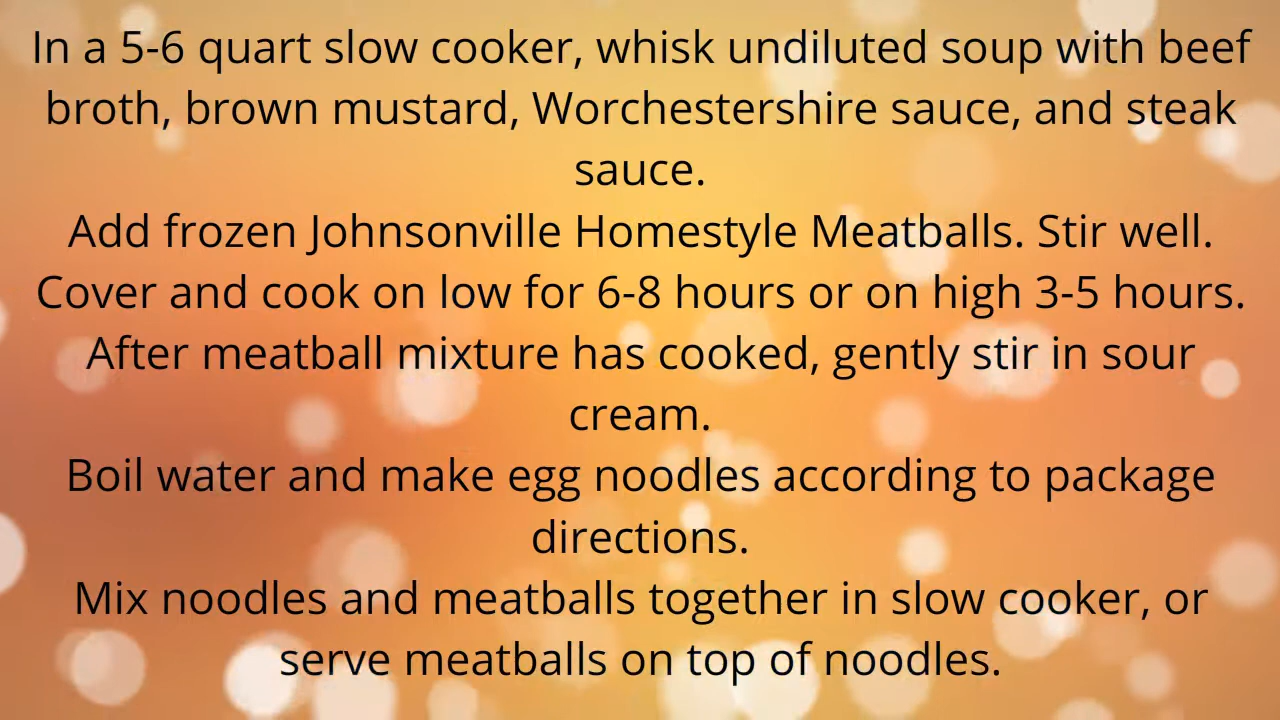 In a 5-6 quart slow cooker, whisk undiluted soup with beef
broth, brown mustard, Worchestershire sauce, and steak
sauce.
Add frozen Johnsonville Homestyle Meatballs. Stir well.
Cover and cook on low for 6-8 hours or on high 3-5 hours.
After meatball mixture has cooked, gently stir in sour
cream.
Boil water and make egg noodles according to package
directions.
Mix noodles and meatballs together in slow cooker, or
serve meatballs on top of noodles.